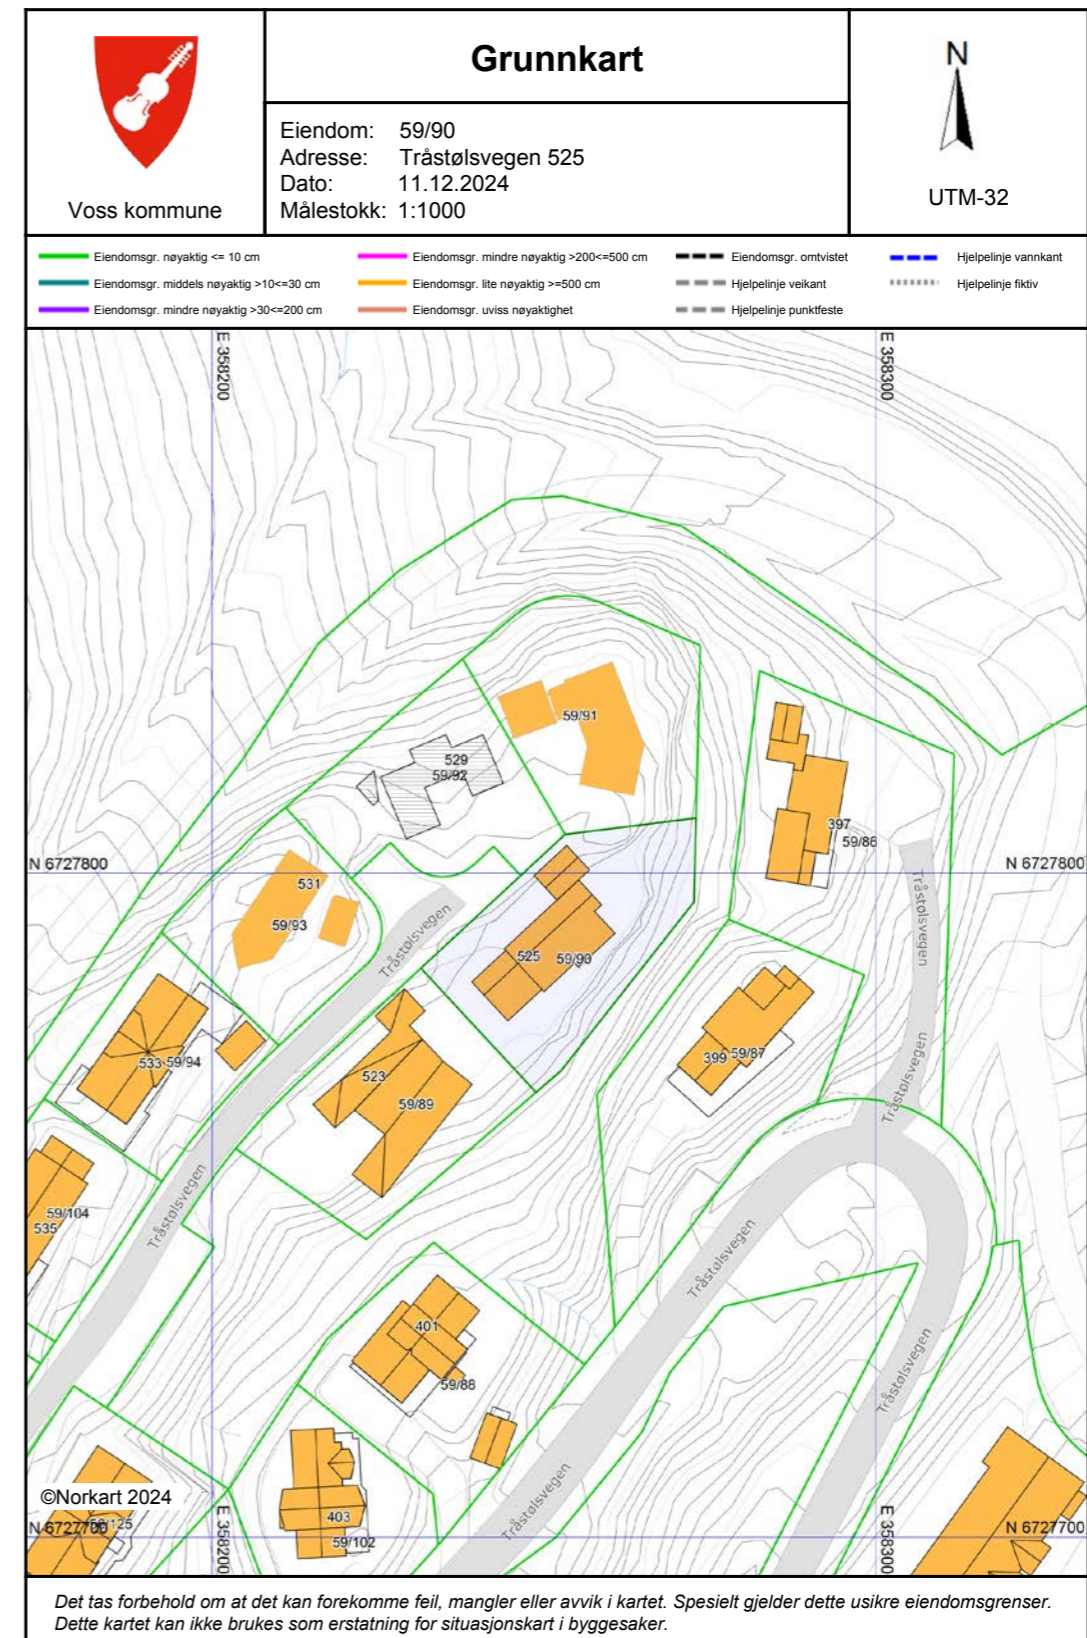 Voss kommune
Grunnkart
Eiendom: 59/90
Adresse: Tråstølsvegen 525
Dato: 11.12.2024
Målestokk: 1:1000
N
UTM-32
Eiendomsgr. nøyaktig <= 10 cm
Eiendomsgr. middels nøyaktig >10<=30 cm
Eiendomsgr. mindre nøyaktig >30<=200 cm
Eiendomsgr. mindre nøyaktig >200<=500 cm
Eiendomsgr. lite nøyaktig >=500 cm
Eiendomsgr. uviss nøyaktighet
Eiendomsgr. omtvistet
Hjelpelinje veikant
Hjelpelinje punktfeste
Hjelpelinje vannkant
Hjelpelinje fiktiv
E 358200
E 358300
59/91
529
59/92
397
59/86
N 6727800
N 6727800
531
59/93
Tråstølsvegen
Tråstølsvegen
525 59/90
533 59/94
523
59/89
399 59/87
Tråstølsvegen
Tråstølsvegen
59/104
535
Tråstølsvegen
401
59/88
Tråstølsvegen
©Norkart 2024
403
59/102
Tråstølsvegen
N 6727700
E 358200
E 358300
N 6727700
Det tas forbehold om at det kan forekomme feil, mangler eller avvik i kartet. Spesielt gjelder dette usikre eiendomsgrenser.
Dette kartet kan ikke brukes som erstatning for situasjonskart i byggesaker.